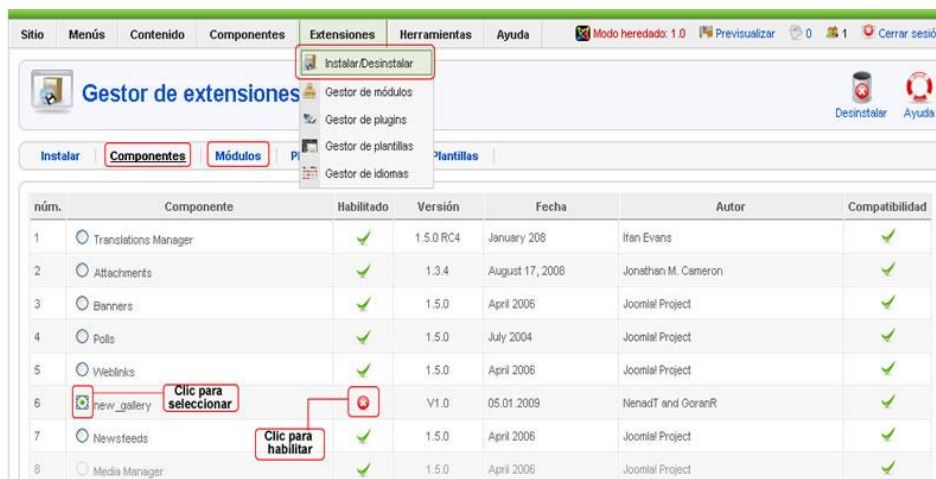 Sitio Menús Contenido Componentes Extensiones Herramientas Ayuda Modo heredado: 1.0 Previsualizar 0 1 Cerrar sesió
Instalar/Desinstalar
Gestor de extensiones
Gestor de módulos
Desinstalar Ayuda
Gestor de plugins
Gestor de plantillas
Instalar Componentes Módulos Pl Plantillas
Gestor de idiomas
núm. Componente Habilitado Versión Fecha Autor Compatibilidad
1 Translations Manager 1.5.0 RC4 January 208 Ifan Evans
2 Attachments 1.3.4 August 17, 2008 Jonathan M. Cameron
3 Banners 1.5.0 April 2006 Joomla! Project
4 Polls 1.5.0 July 2004 Joomla! Project
5 Weblinks 1.5.0 April 2006 Joomla! Project
6 new_gallery V1.0 05.01.2009 NenadT and GoranR
Clic para
seleccionar
7 Newsfeeds 1.5.0 April 2006 Joomla! Project
Clic para
habilitar
8 Media Manager 1.5.0 April 2006 Joomla! Project